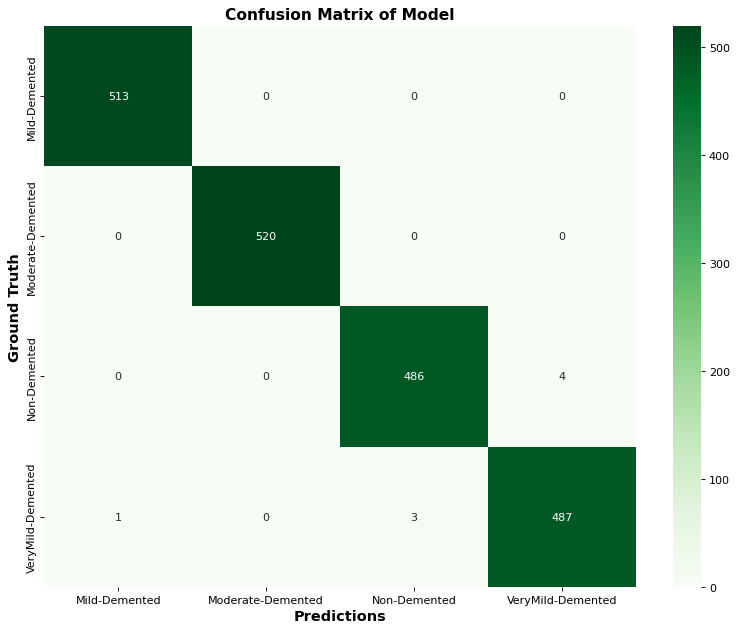 Confusion Matrix of Model
Ground Truth
Mild-Demented
513 0 0 0
Moderate-Demented
0 520 0 0
Non-Demented
0 0 486 4
VeryMild-Demented
1 0 3 487
Mild-Demented Moderate-Demented Non-Demented VeryMild-Demented
Predictions
500
400
300
200
100
0